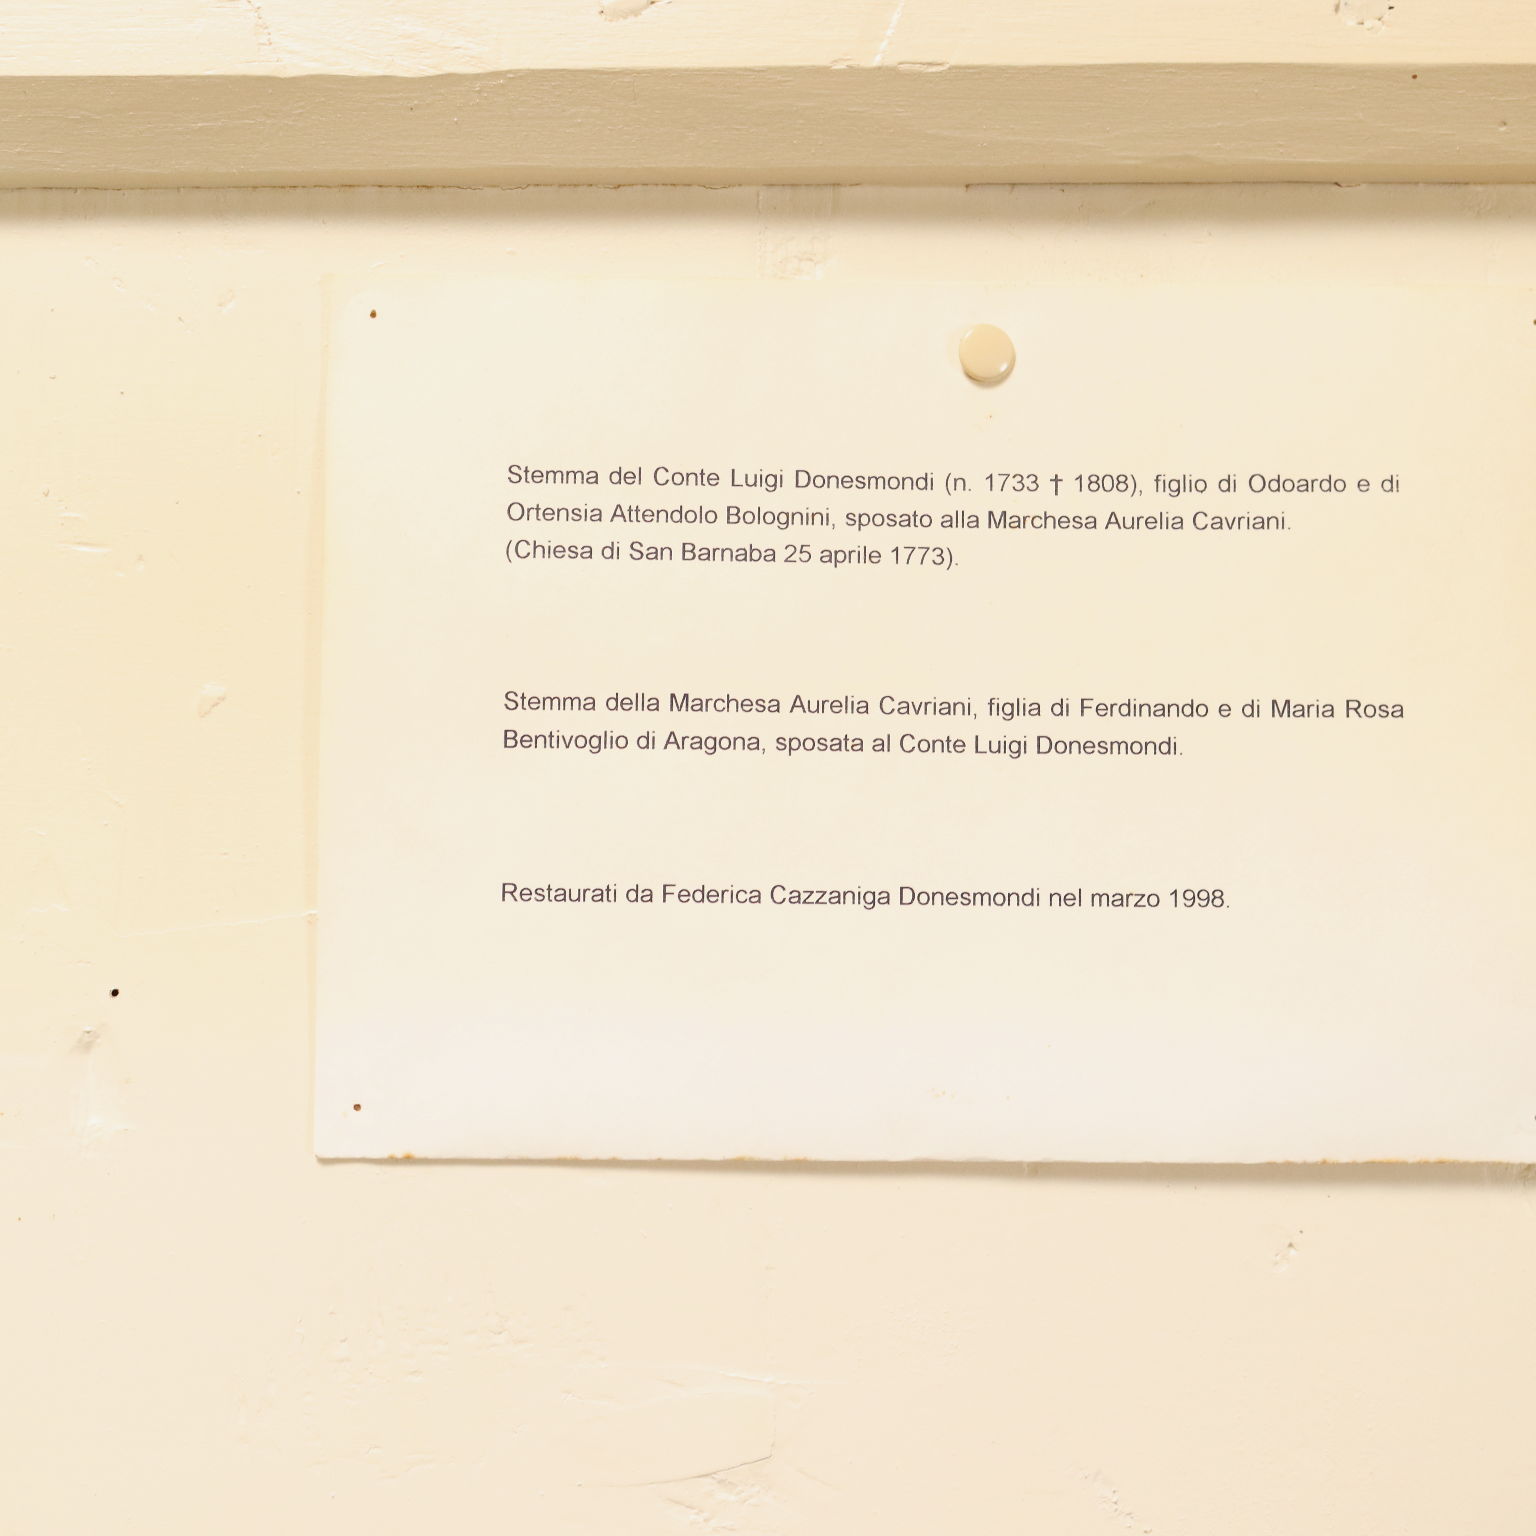 Stemma del Conte Luigi Donesmondi (n. 1733 † 1808), figlio di Odoardo e di
Ortensia Attendolo Bolognini, sposato alla Marchesa Aurelia Cavriani.
(Chiesa di San Barnaba 25 aprile 1773).
Stemma della Marchesa Aurelia Cavriani, figlia di Ferdinando e di Maria Rosa
Bentivoglio di Aragona, sposata al Conte Luigi Donesmondi.
Restaurati da Federica Cazzaniga Donesmondi nel marzo 1998.